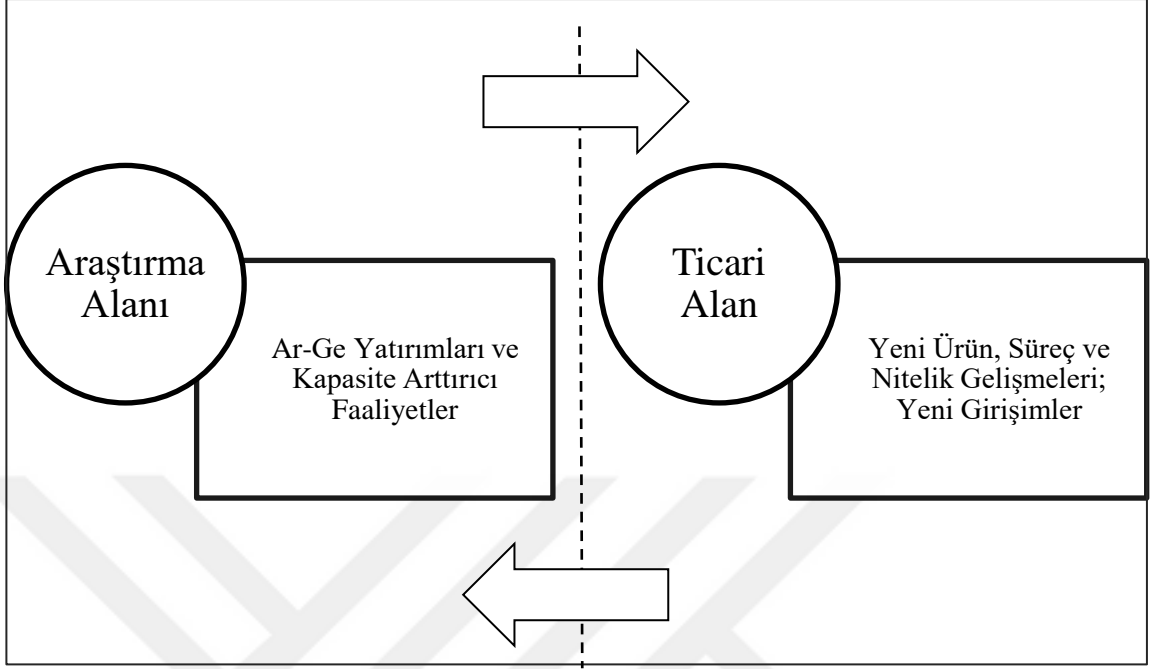 Araştırma
Alanı
Ar-Ge Yatırımları ve
Kapasite Arttırıcı
Faaliyetler
Ticari
Alan
Yeni Ürün, Süreç ve
Nitelik Gelişmeleri;
Yeni Girişimler